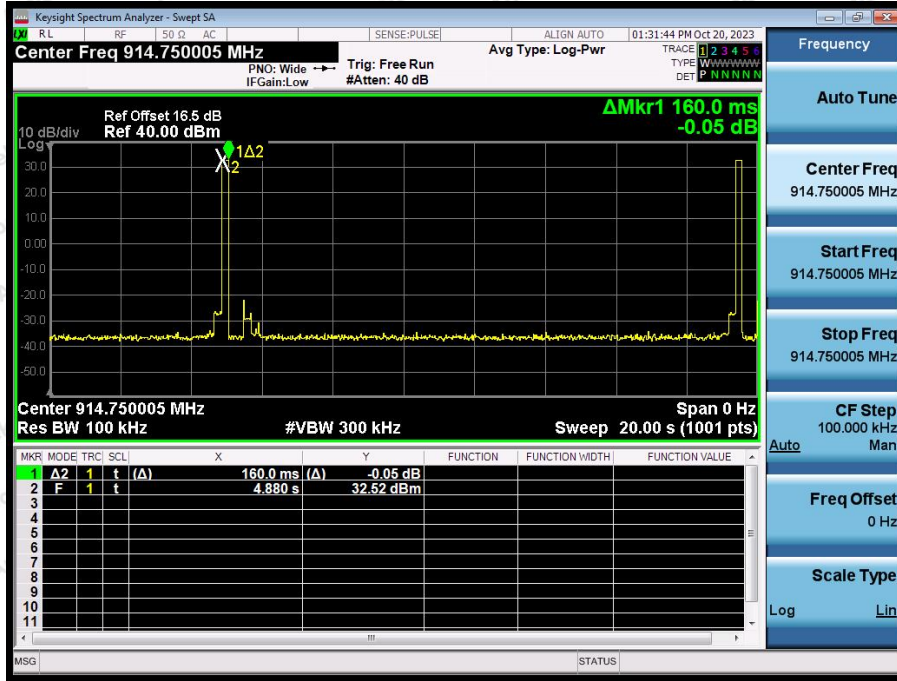 Keysight Spectrum Analyzer - Swept SA
LXI RL RF 50 Ω AC SENSE:PULSE ALIGN AUTO 01:31:44 PM Oct 20, 2023
Center Freq 914.750005 MHz
PNO: Wide
IFGain:Low
Trig: Free Run
#Atten: 40 dB
Avg Type: Log-Pwr
TRACE 1 2 3 4 5 6
TYPE WWWWWWW
DET P N N N N N
ΔMkr1 160.0 ms
-0.05 dB
Ref Offset 16.5 dB
10 dB/div Ref 40.00 dBm
Log
1Δ2
2
30.0
20.0
10.0
0.00
-10.0
-20.0
-30.0
-40.0
-50.0
Center 914.750005 MHz Span 0 Hz
Res BW 100 kHz #VBW 300 kHz Sweep 20.00 s (1001 pts)
MKR MODE TRC SCL X Y FUNCTION FUNCTION WIDTH FUNCTION VALUE
1 Δ2 1 t (Δ) 160.0 ms (Δ) -0.05 dB
2 F 1 t 4.880 s 32.52 dBm
3
4
5
6
7
8
9
10
11
MSG STATUS
Frequency
Auto Tune
Center Freq
914.750005 MHz
Start Freq
914.750005 MHz
Stop Freq
914.750005 MHz
CF Step
100.000 kHz
Auto Man
Freq Offset
0 Hz
Scale Type
Log Lin